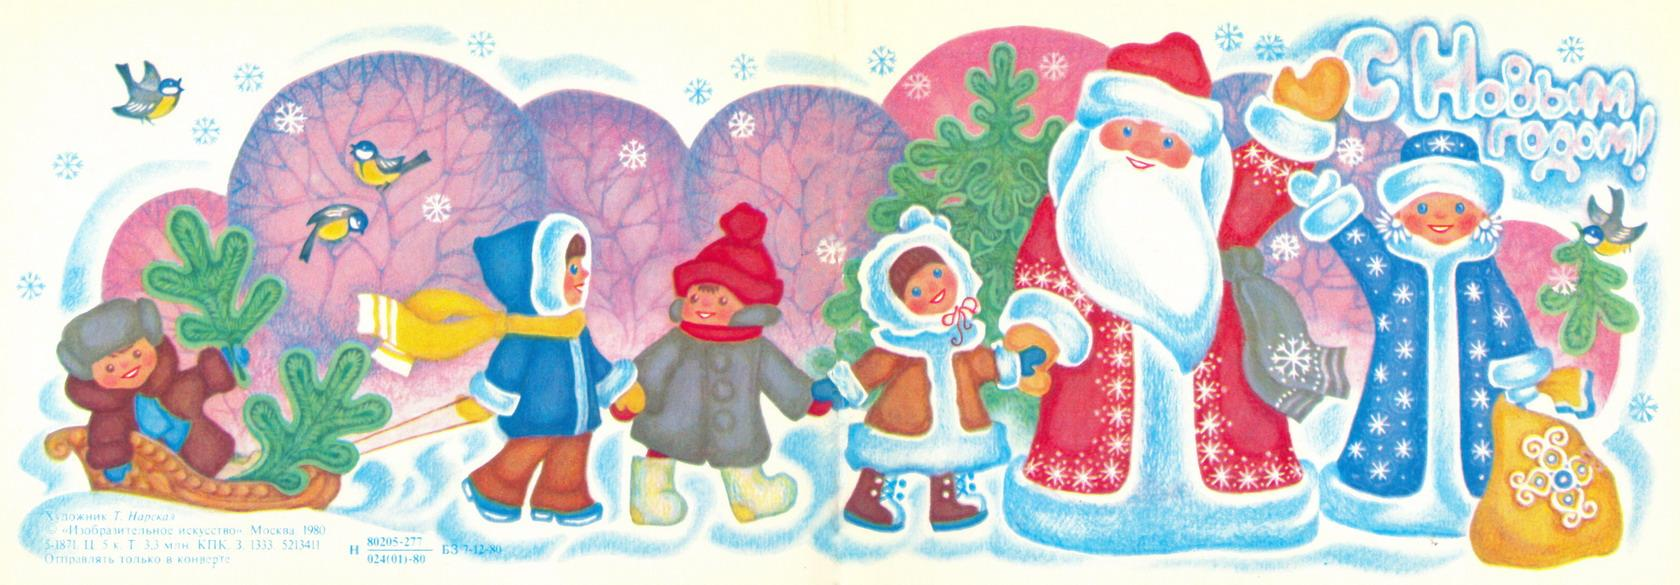 С Новым
годом!
Художник Т. Нарская
© «Изобразительное искусство». Москва. 1980
5-1871. Ц. 5 к. Т. 3,3 млн. КПК. З. 1333. 5213411
Отправлять только в конверте
Н 80205-277 БЗ 7-12-80
024(01)-80